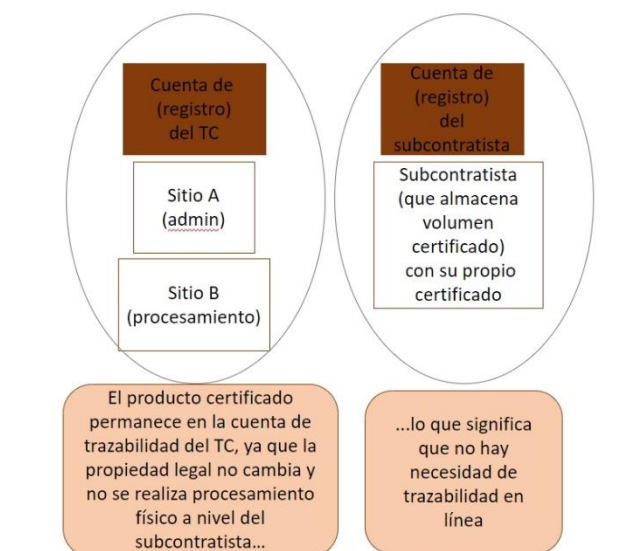 Cuenta de
(registro)
del TC
Sitio A
(admin)
Sitio B
(procesamiento)
El producto certificado
permanece en la cuenta de
trazabilidad del TC, ya que la
propiedad legal no cambia y
no se realiza procesamiento
físico a nivel del
subcontratista...
Cuenta de
(registro)
del
subcontratista
Subcontratista
(que almacena
volumen
certificado)
con su propio
certificado
...lo que significa
que no hay
necesidad de
trazabilidad en
línea